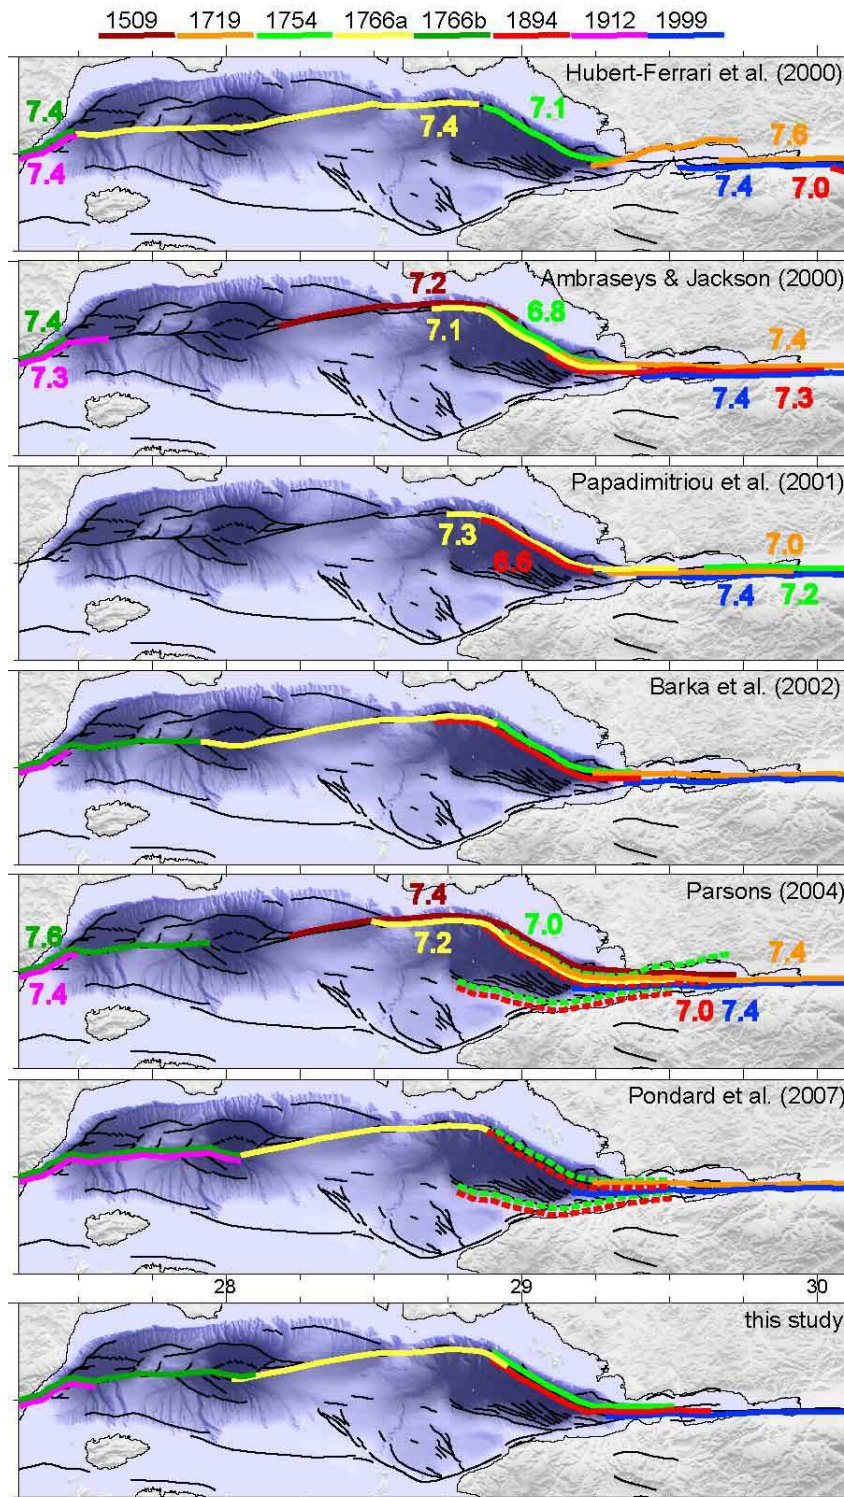 1509 1719 1754 1766a 1766b 1894 1912 1999
Hubert-Ferrari et al. (2000)
7.4 7.1
7.4 7.6
7.4 7.4 7.0
Ambraseys & Jackson (2000)
7.2
7.4 7.1 6.8 7.4
7.3 7.4 7.3
Papadimitriou et al. (2001)
7.3 7.0
6.6 7.4 7.2
Barka et al. (2002)
Parsons (2004)
7.4
7.6 7.2 7.0 7.4
7.4 7.0 7.4
Pondard et al. (2007)
28 29 30
this study